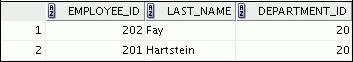 EMPLOYEE_ID LAST_NAME DEPARTMENT_ID
1 202 Fay 20
2 201 Hartstein 20